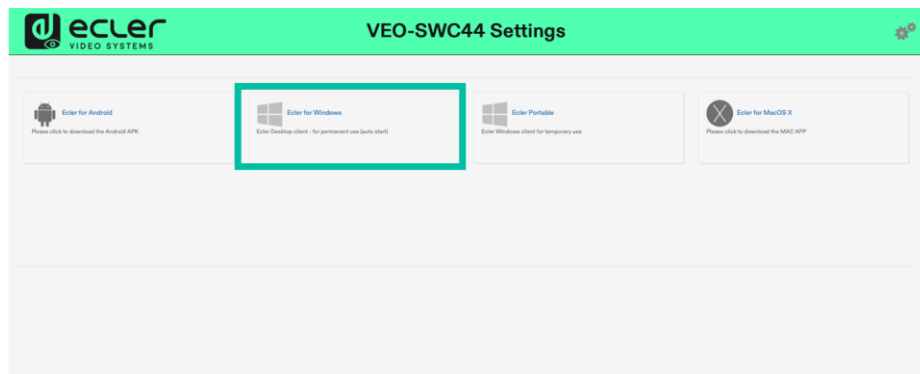 ecler
VIDEO SYSTEMS
VEO-SWC44 Settings
Ecler for Android
Please click to download the Android APK
Ecler for Windows
Ecler Desktop client - for permanent use (auto start)
Ecler Portable
Ecler Windows client for temporary use
Ecler for MacOS X
Please click to download the MAC APP